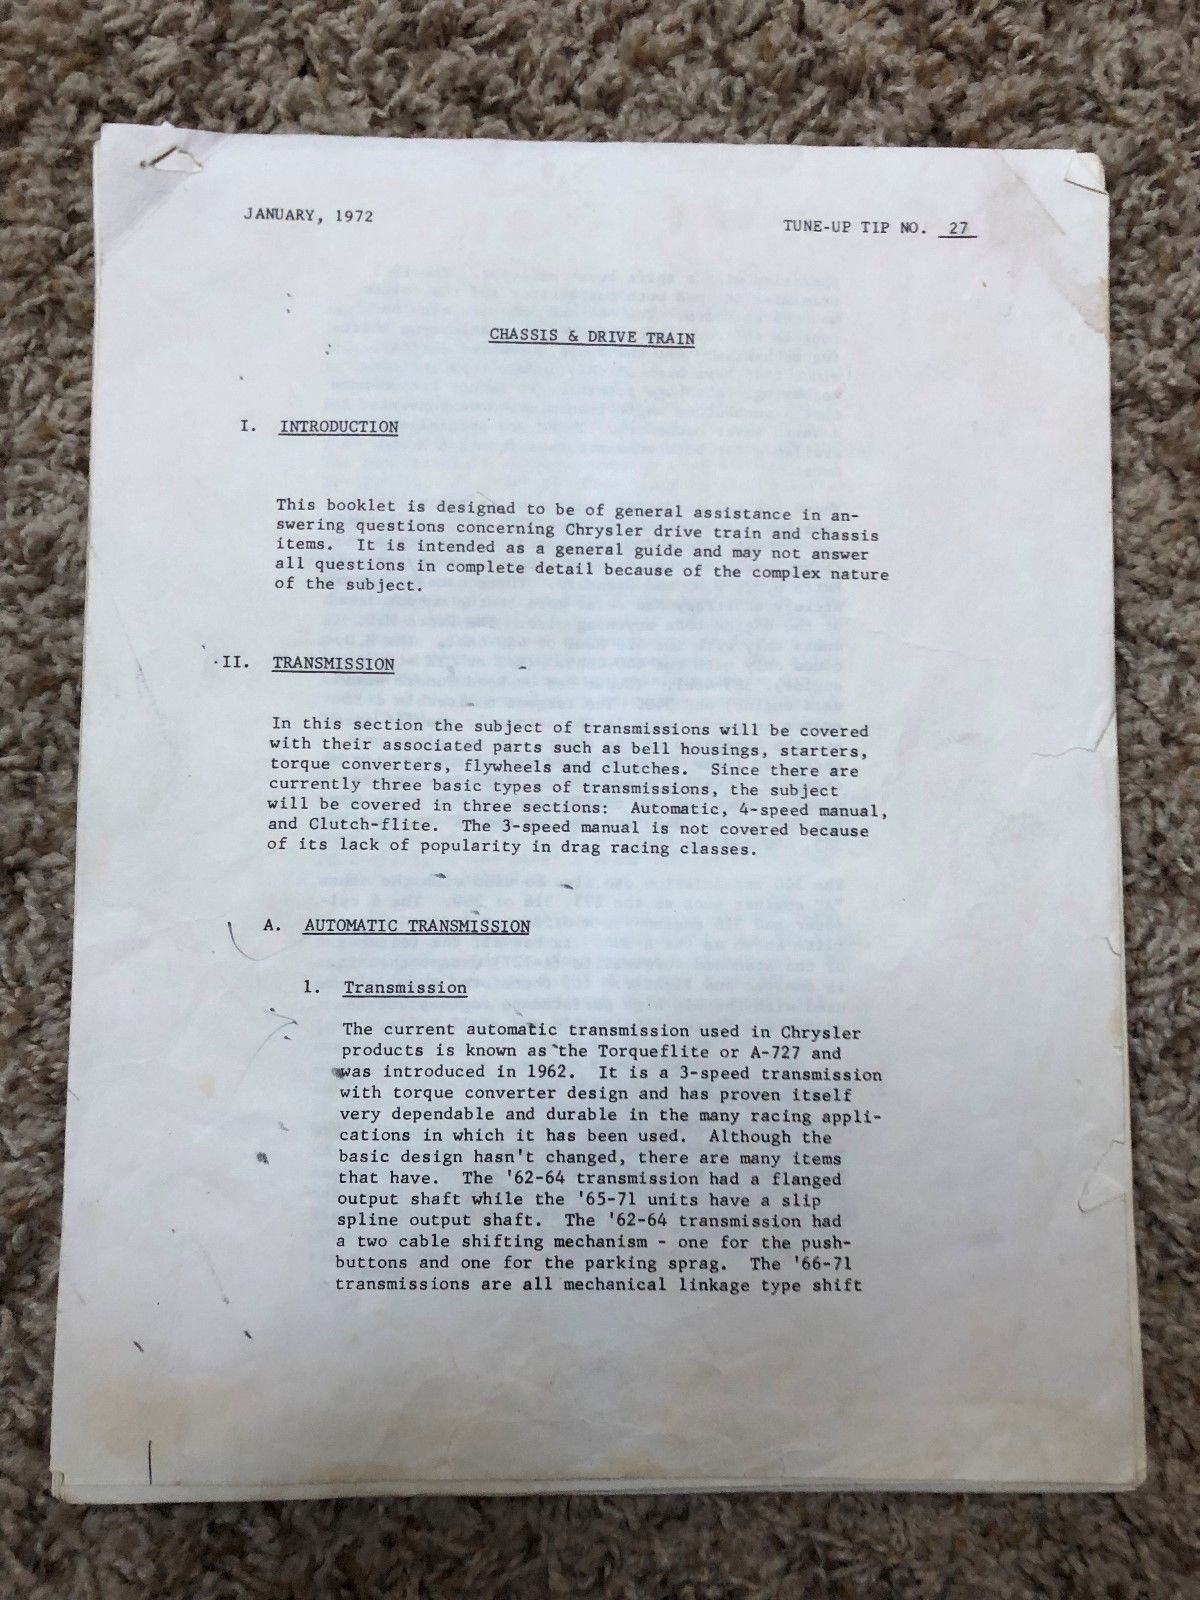 JANUARY, 1972
TUNE-UP TIP NO. 27
CHASSIS & DRIVE TRAIN
I. INTRODUCTION
This booklet is designed to be of general assistance in an-
swering questions concerning Chrysler drive train and chassis
items. It is intended as a general guide and may not answer
all questions in complete detail because of the complex nature
of the subject.
II. TRANSMISSION
In this section the subject of transmissions will be covered
with their associated parts such as bell housings, starters,
torque converters, flywheels and clutches. Since there are
currently three basic types of transmissions, the subject
will be covered in three sections: Automatic, 4-speed manual,
and Clutch-flite. The 3-speed manual is not covered because
of its lack of popularity in drag racing classes.
A. AUTOMATIC TRANSMISSION
1. Transmission
The current automatic transmission used in Chrysler
products is known as the Torqueflite or A-727 and
was introduced in 1962. It is a 3-speed transmission
with torque converter design and has proven itself
very dependable and durable in the many racing appli-
cations in which it has been used. Although the
basic design hasn't changed, there are many items
that have. The '62-64 transmission had a flanged
output shaft while the '65-71 units have a slip
spline output shaft. The '62-64 transmission had
a two cable shifting mechanism - one for the push-
buttons and one for the parking sprag. The '66-71
transmissions are all mechanical linkage type shift